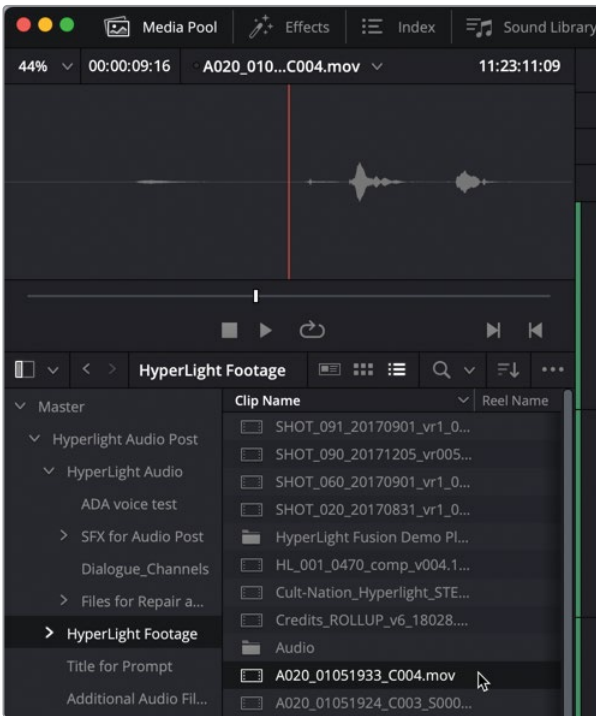 Media Pool Effects Index Sound Library
44% 00:00:09:16 A020_010...C004.mov 11:23:11:09
HyperLight Footage
Master
Hyperlight Audio Post
HyperLight Audio
ADA voice test
SFX for Audio Post
Dialogue_Channels
Files for Repair a...
HyperLight Footage
Title for Prompt
Additional Audio Fil...
Clip Name Reel Name
SHOT_091_20170901_vr1_0...
SHOT_090_20171205_vr005...
SHOT_060_20170901_vr1_0...
SHOT_020_20170831_vr1_0...
HyperLight Fusion Demo Pl...
HL_001_0470_comp_v004.1...
Cult-Nation_Hyperlight_STE...
Credits_ROLLUP_v6_18028....
Audio
A020_01051933_C004.mov
A020_01051924_C003_S000...